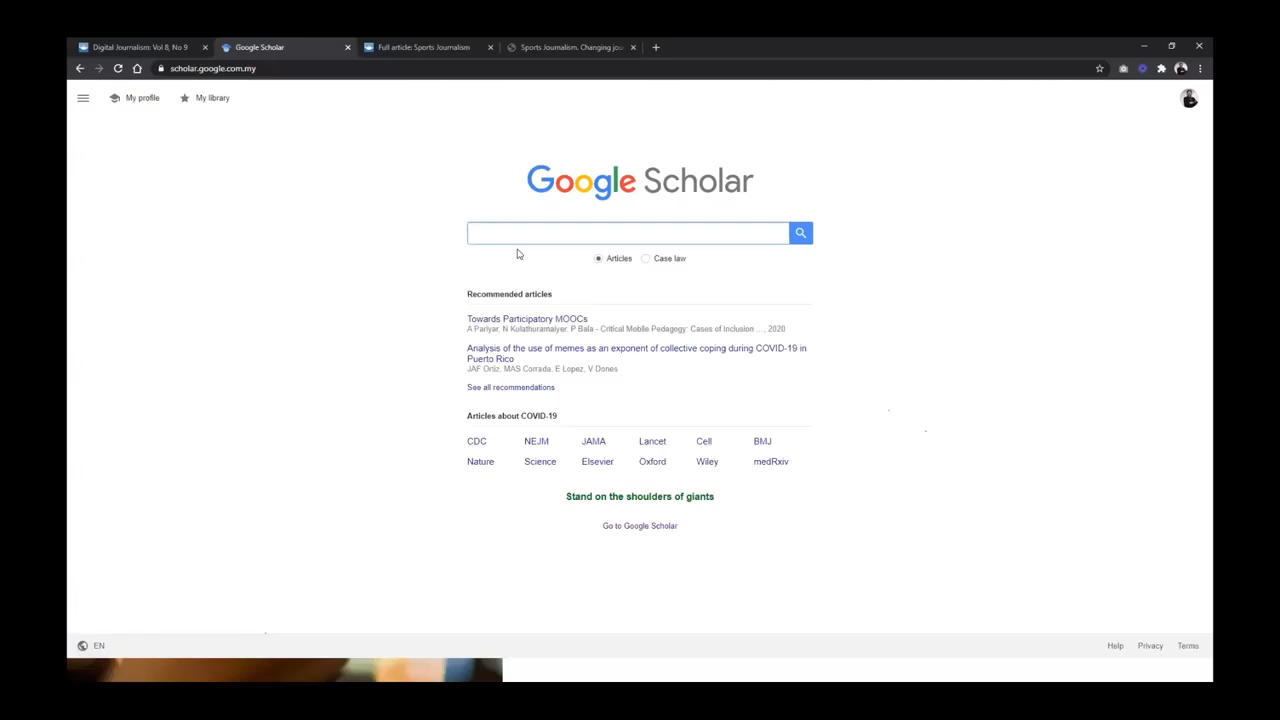 Digital Journalism: Vol 8, No 9
Google Scholar
Full article: Sports Journalism
Sports Journalism. Changing jou
scholar.google.com.my
My profile
My library
Google Scholar
Articles
Case law
Recommended articles
Towards Participatory MOOCs
A Pariyar, N Kulathuramaiyer, P Bala - Critical Mobile Pedagogy: Cases of Inclusion …, 2020
Analysis of the use of memes as an exponent of collective coping during COVID-19 in
Puerto Rico
JAF Ortiz, MAS Corrada, E Lopez, V Dones
See all recommendations
Articles about COVID-19
CDC NEJM JAMA Lancet Cell BMJ
Nature Science Elsevier Oxford Wiley medRxiv
Stand on the shoulders of giants
Go to Google Scholar
EN
Help Privacy Terms